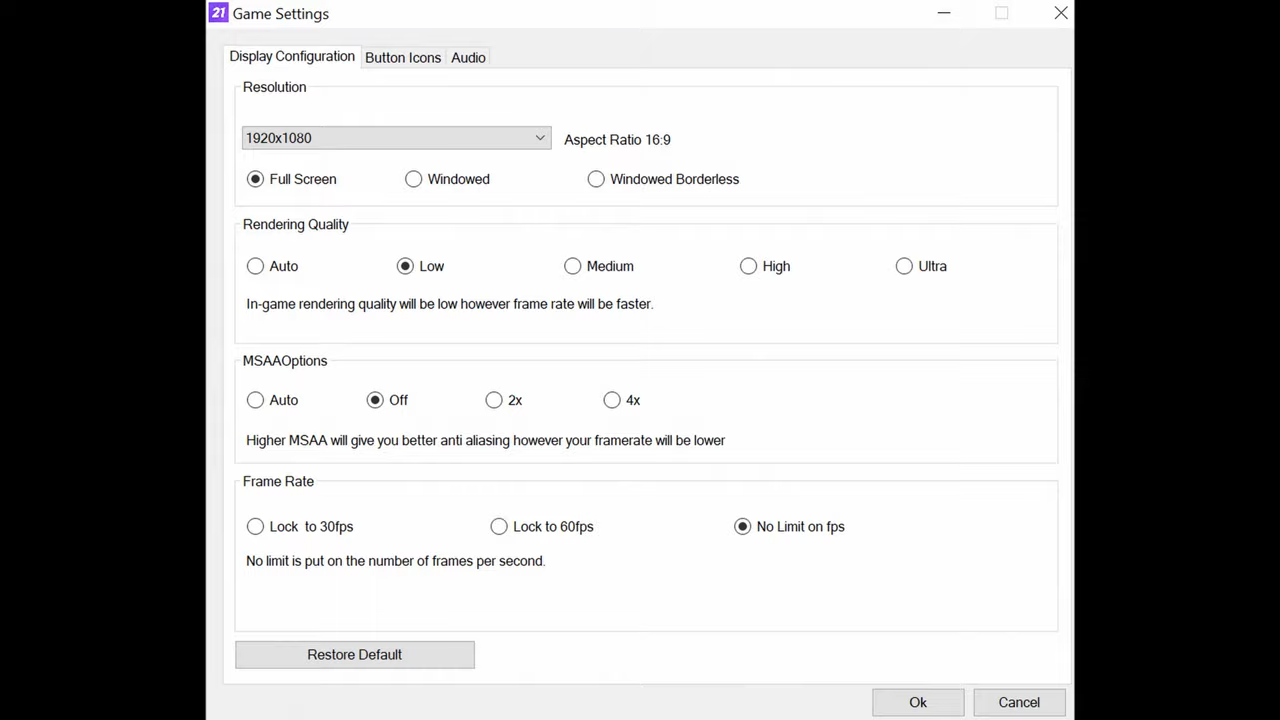 21 Game Settings
Display Configuration Button Icons Audio
Resolution
1920x1080 Aspect Ratio 16:9
Full Screen Windowed Windowed Borderless
Rendering Quality
Auto Low Medium High Ultra
In-game rendering quality will be low however frame rate will be faster.
MSAAOptions
Auto Off 2x 4x
Higher MSAA will give you better anti aliasing however your framerate will be lower
Frame Rate
Lock to 30fps Lock to 60fps No Limit on fps
No limit is put on the number of frames per second.
Restore Default
Ok Cancel